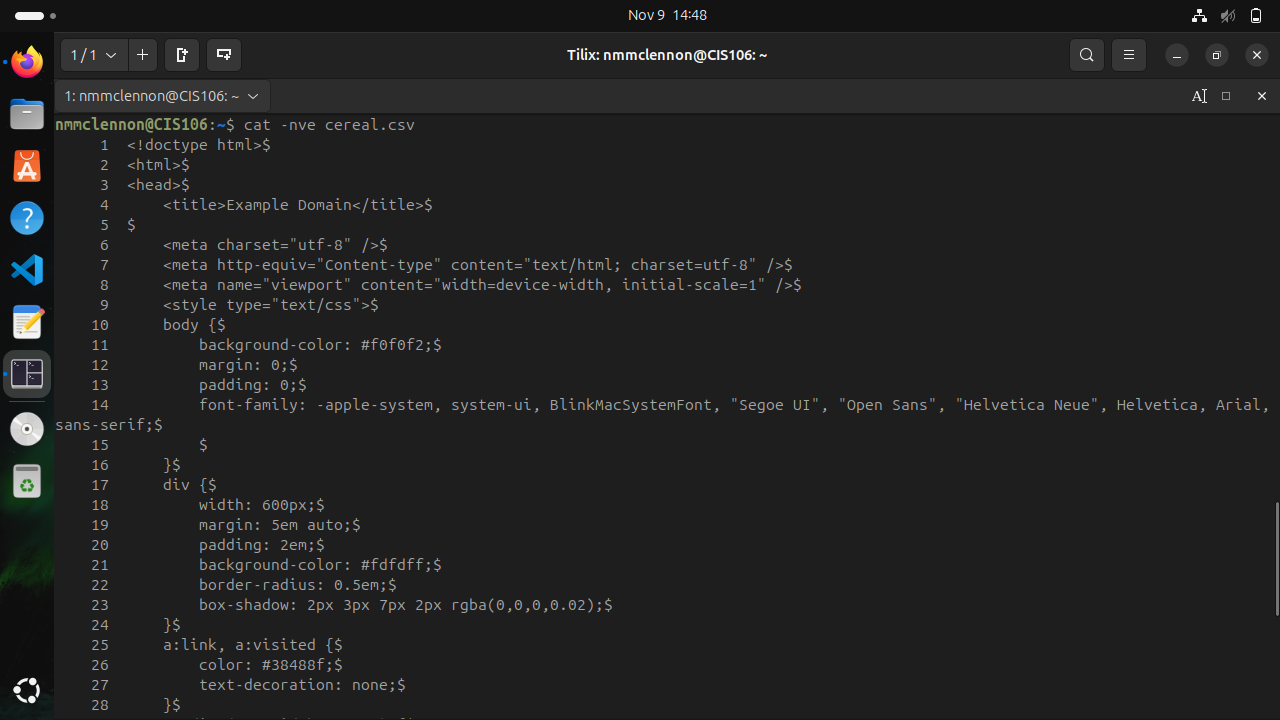 Nov 9 14:48
1 / 1
Tilix: nmmclennon@CIS106: ~
1: nmmclennon@CIS106: ~
nmmclennon@CIS106:~$ cat -nve cereal.csv
1 <!doctype html>$
2 <html>$
3 <head>$
4     <title>Example Domain</title>$
5 $
6     <meta charset="utf-8" />$
7     <meta http-equiv="Content-type" content="text/html; charset=utf-8" />$
8     <meta name="viewport" content="width=device-width, initial-scale=1" />$
9     <style type="text/css">$
10     body {$
11         background-color: #f0f0f2;$
12         margin: 0;$
13         padding: 0;$
14         font-family: -apple-system, system-ui, BlinkMacSystemFont, "Segoe UI", "Open Sans", "Helvetica Neue", Helvetica, Arial,
sans-serif;$
15         $
16     }$
17     div {$
18         width: 600px;$
19         margin: 5em auto;$
20         padding: 2em;$
21         background-color: #fdfdff;$
22         border-radius: 0.5em;$
23         box-shadow: 2px 3px 7px 2px rgba(0,0,0,0.02);$
24     }$
25     a:link, a:visited {$
26         color: #38488f;$
27         text-decoration: none;$
28     }$